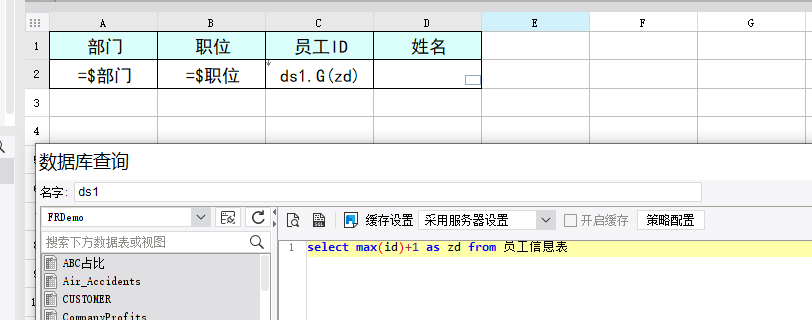 A B C D E F G
1 部门 职位 员工ID 姓名
2 =$部门 =$职位 ds1.G(zd)
3
4
数据库查询
名字: ds1
FRDemo 缓存设置 采用服务器设置 开启缓存 策略配置
搜索下方数据表或视图 1 select max(id)+1 as zd from 员工信息表
ABC占比
Air_Accidents
CUSTOMER
CompanyProfits